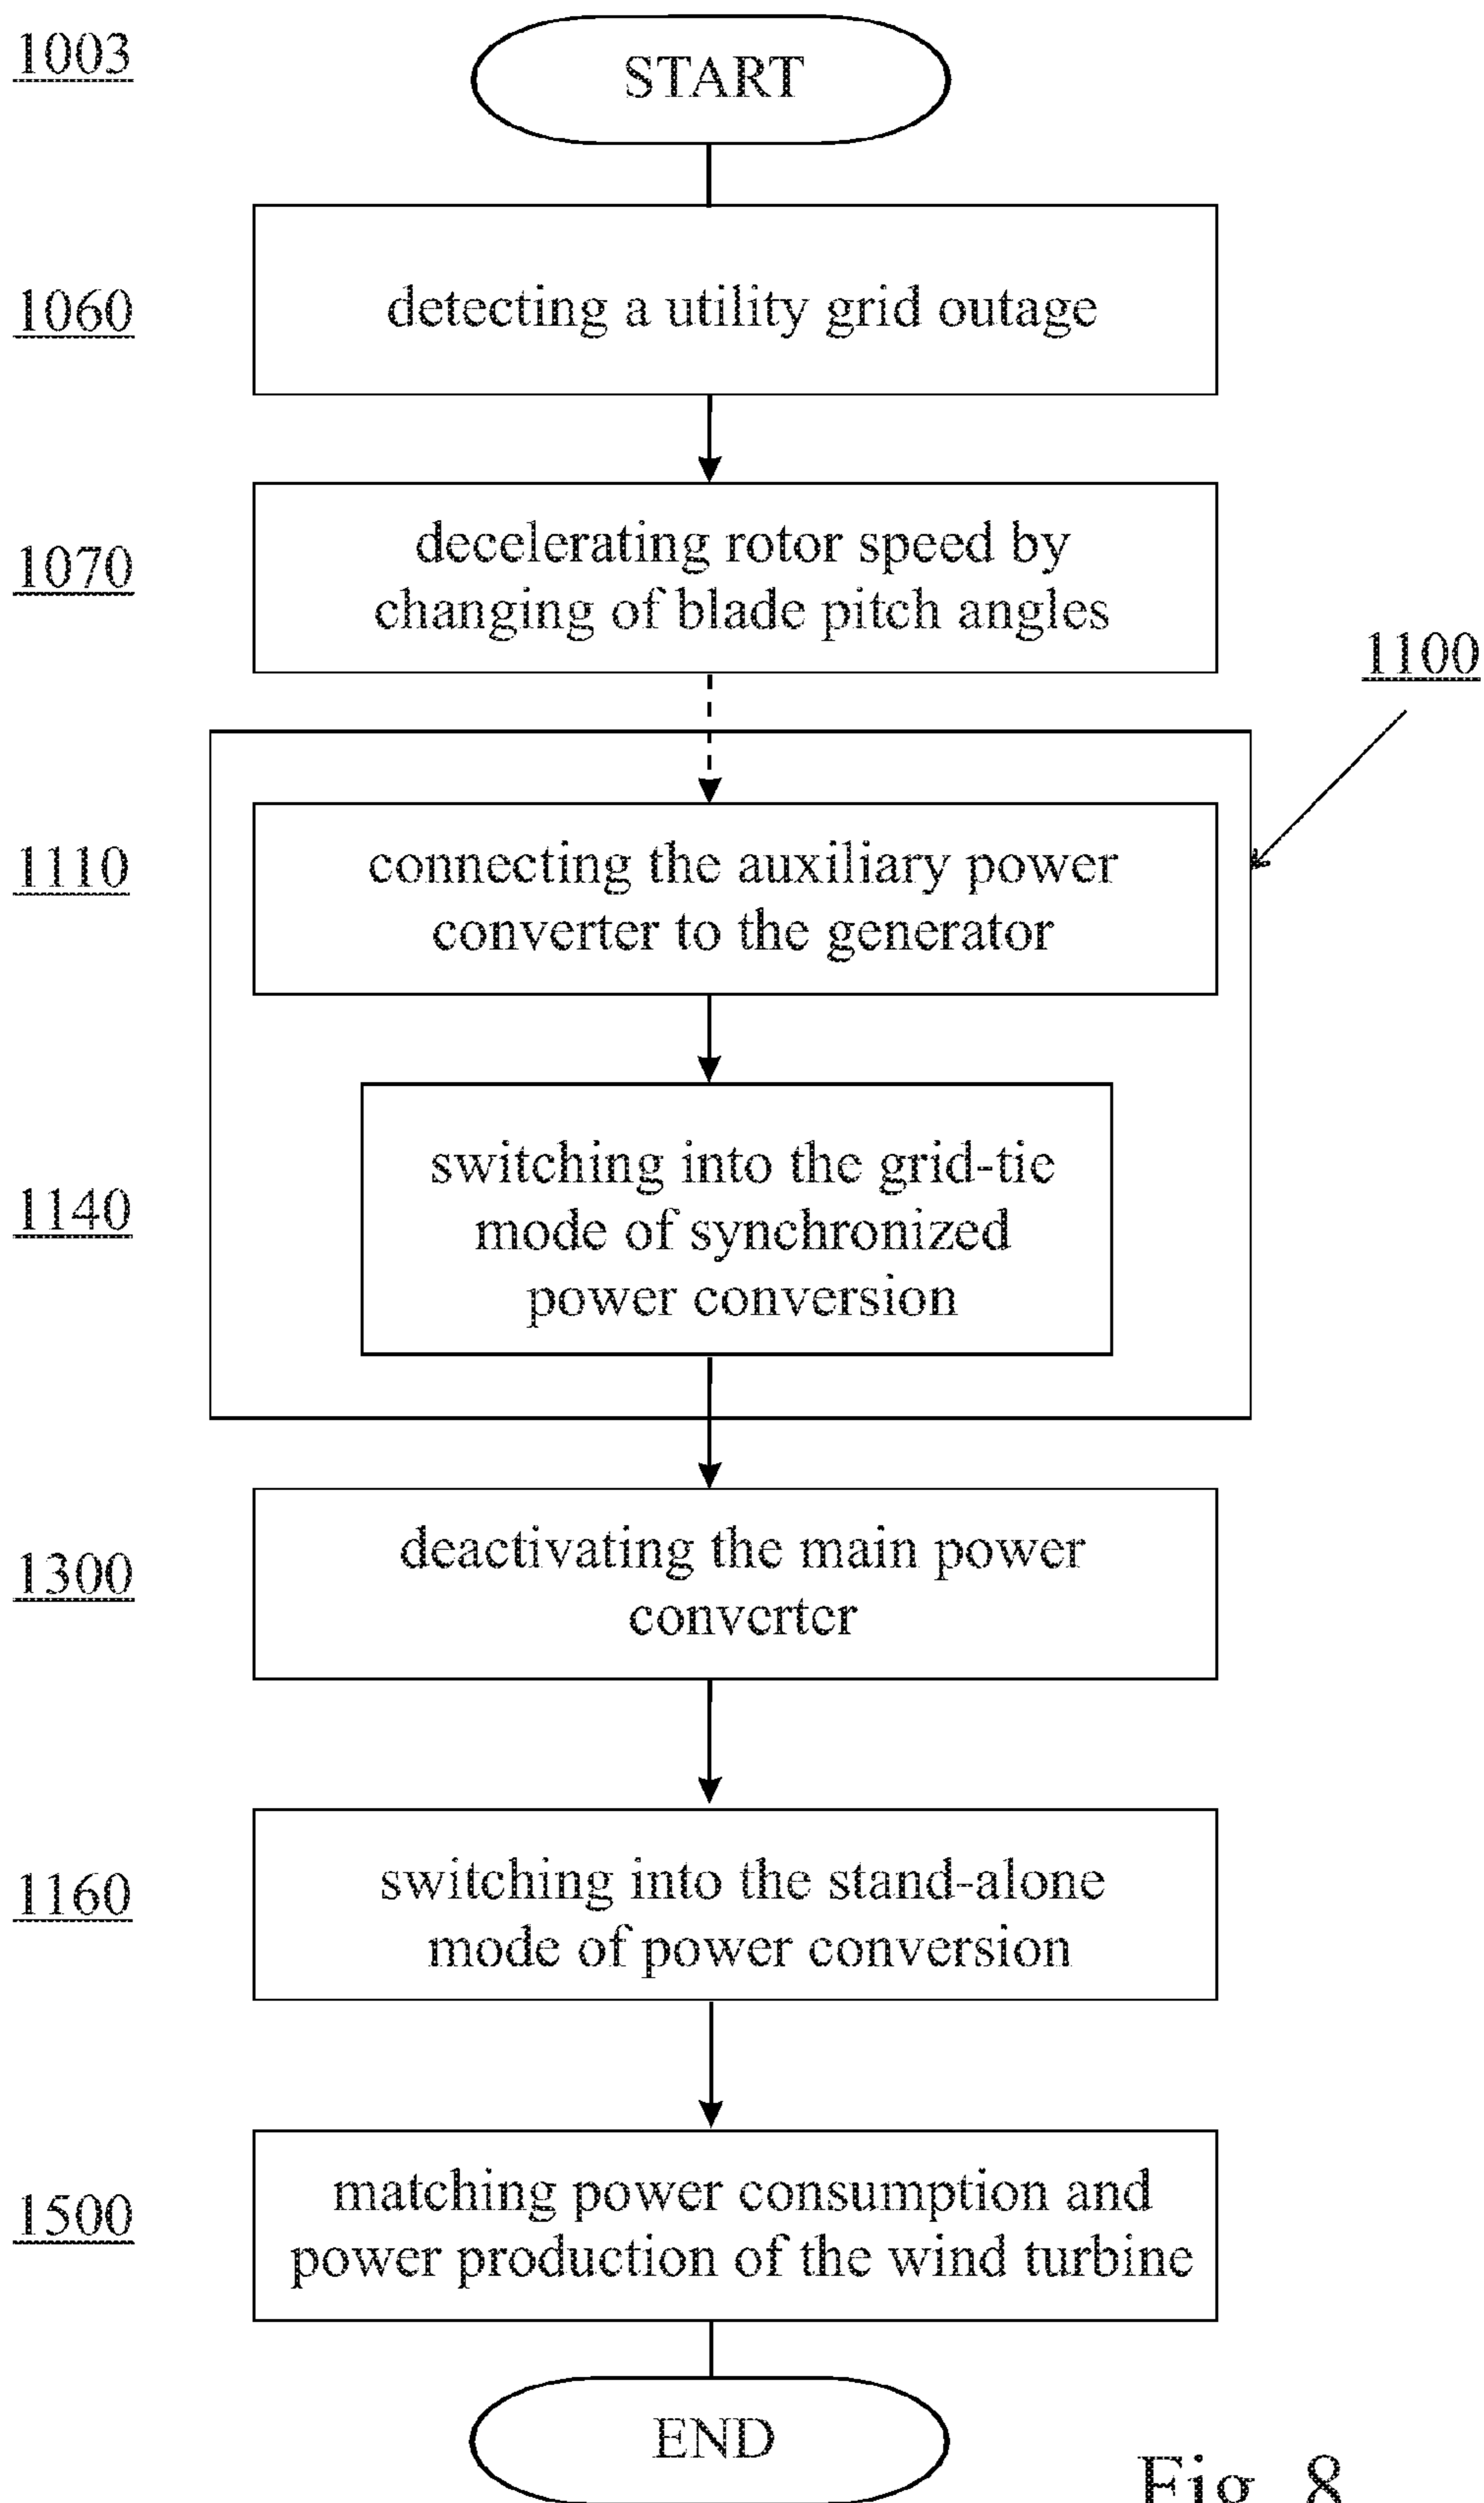 1003
START
1060
detecting a utility grid outage
1070
decelerating rotor speed by
changing of blade pitch angles
1100
1110
connecting the auxiliary power
converter to the generator
1140
switching into the grid-tie
mode of synchronized
power conversion
1300
deactivating the main power
converter
1160
switching into the stand-alone
mode of power conversion
1500
matching power consumption and
power production of the wind turbine
END
Fig. 8